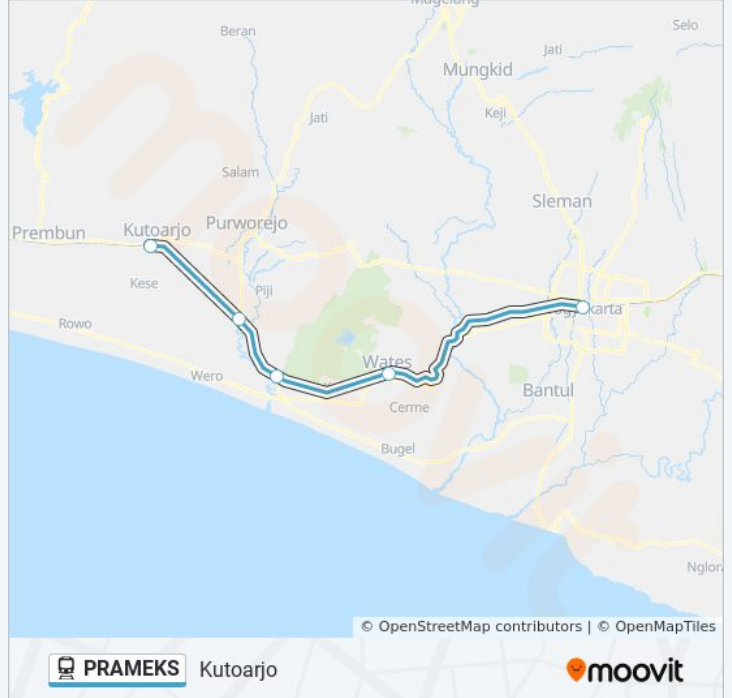 Magelang
Selo
Beran
Jati
Mungkid
Jati
Keji
Salam
Sleman
Purworejo
Prembun
Kutoarjo
Kese
Piji
Yogyakarta
Rowo
Wates
Wero
Bantul
Cerme
Bugel
© OpenStreetMap contributors | © OpenMapTiles
PRAMEKS Kutoarjo
moovit